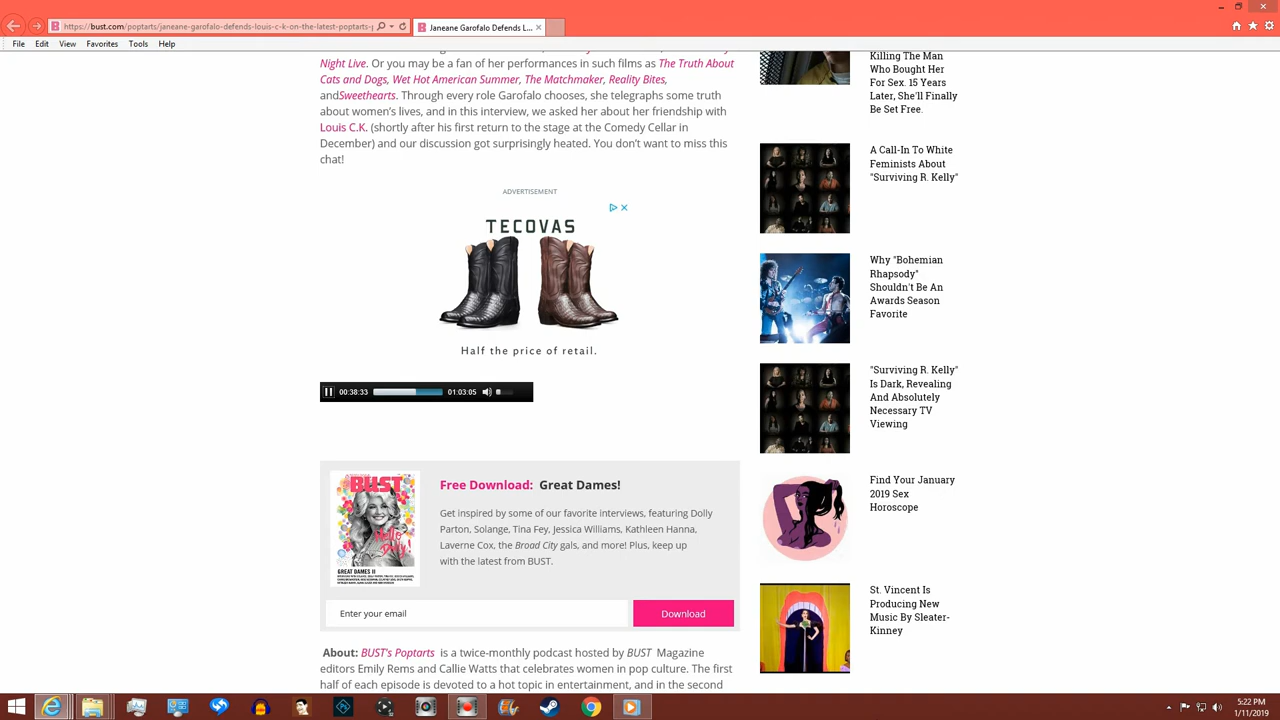 https://bust.com/poptarts/janeane-garofalo-defends-louis-c-k-on-the-latest-poptarts-
Janeane Garofalo Defends L...
File Edit View Favorites Tools Help
Night Live. Or you may be a fan of her performances in such films as The Truth About
Cats and Dogs, Wet Hot American Summer, The Matchmaker, Reality Bites,
andSweethearts. Through every role Garofalo chooses, she telegraphs some truth
about women's lives, and in this interview, we asked her about her friendship with
Louis C.K. (shortly after his first return to the stage at the Comedy Cellar in
December) and our discussion got surprisingly heated. You don't want to miss this
chat!
ADVERTISEMENT
TECOVAS
Half the price of retail.
00:38:33 01:03:05
BUST
Hello Dolly!
GREAT DAMES II
Free Download: Great Dames!
Get inspired by some of our favorite interviews, featuring Dolly
Parton, Solange, Tina Fey, Jessica Williams, Kathleen Hanna,
Laverne Cox, the Broad City gals, and more! Plus, keep up
with the latest from BUST.
Enter your email
Download
About: BUST's Poptarts is a twice-monthly podcast hosted by BUST Magazine
editors Emily Rems and Callie Watts that celebrates women in pop culture. The first
half of each episode is devoted to a hot topic in entertainment, and in the second
Killing The Man
Who Bought Her
For Sex. 15 Years
Later, She'll Finally
Be Set Free.
A Call-In To White
Feminists About
"Surviving R. Kelly"
Why "Bohemian
Rhapsody"
Shouldn't Be An
Awards Season
Favorite
"Surviving R. Kelly"
Is Dark, Revealing
And Absolutely
Necessary TV
Viewing
Find Your January
2019 Sex
Horoscope
St. Vincent Is
Producing New
Music By Sleater-
Kinney
5:22 PM
1/11/2019